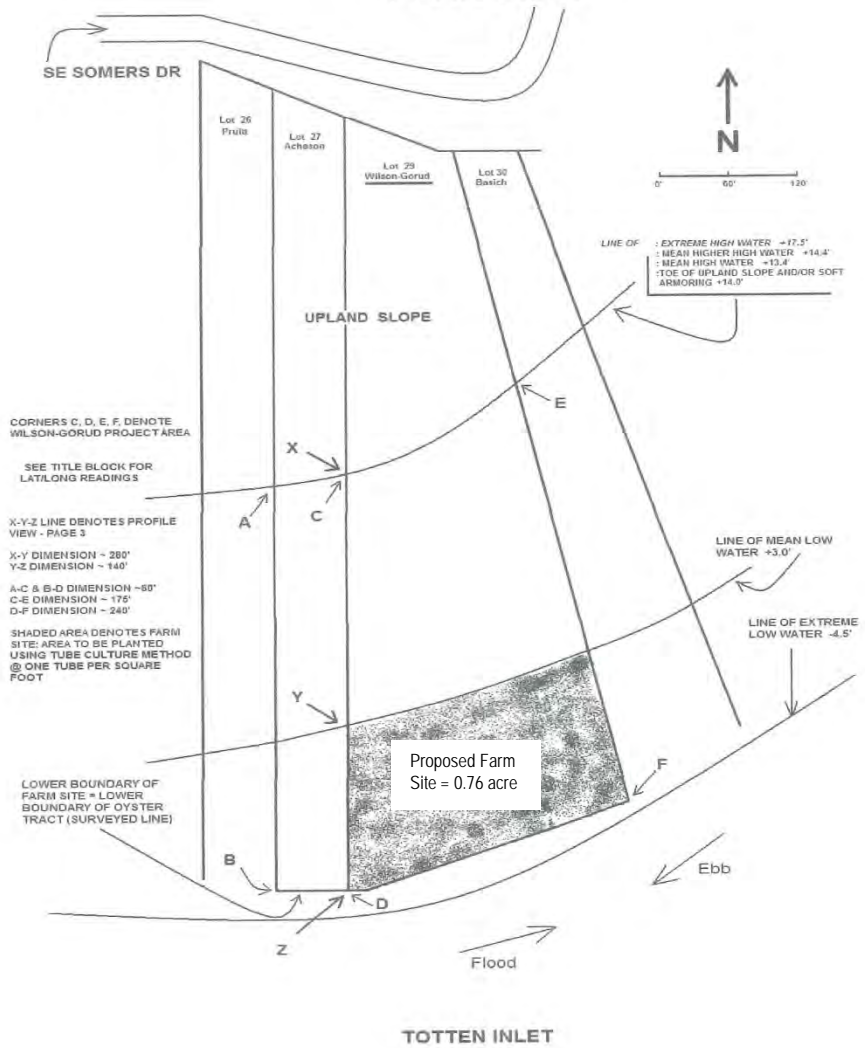 SE SOMERS DR
Lot 26
Pruia
Lot 27
Acheson
Lot 29
Wilson-Gorud
Lot 30
Basich
N
0' 60' 120'
LINE OF : EXTREME HIGH WATER +17.5'
: MEAN HIGHER HIGH WATER +14.4'
: MEAN HIGH WATER +13.4'
:TOE OF UPLAND SLOPE AND/OR SOFT
ARMORING +14.0'
UPLAND SLOPE
E
CORNERS C, D, E, F, DENOTE
WILSON-GORUD PROJECT AREA
SEE TITLE BLOCK FOR
LAT/LONG READINGS
X
A
C
X-Y-Z LINE DENOTES PROFILE
VIEW - PAGE 3
X-Y DIMENSION ~ 280'
Y-Z DIMENSION ~ 140'
A-C & B-D DIMENSION ~60'
C-E DIMENSION ~ 175'
D-F DIMENSION ~ 240'
SHADED AREA DENOTES FARM
SITE: AREA TO BE PLANTED
USING TUBE CULTURE METHOD
@ ONE TUBE PER SQUARE
FOOT
LINE OF MEAN LOW
WATER +3.0'
LINE OF EXTREME
LOW WATER -4.5'
Y
Proposed Farm
Site = 0.76 acre
F
LOWER BOUNDARY OF
FARM SITE = LOWER
BOUNDARY OF OYSTER
TRACT (SURVEYED LINE)
B
D
Z
Ebb
Flood
TOTTEN INLET